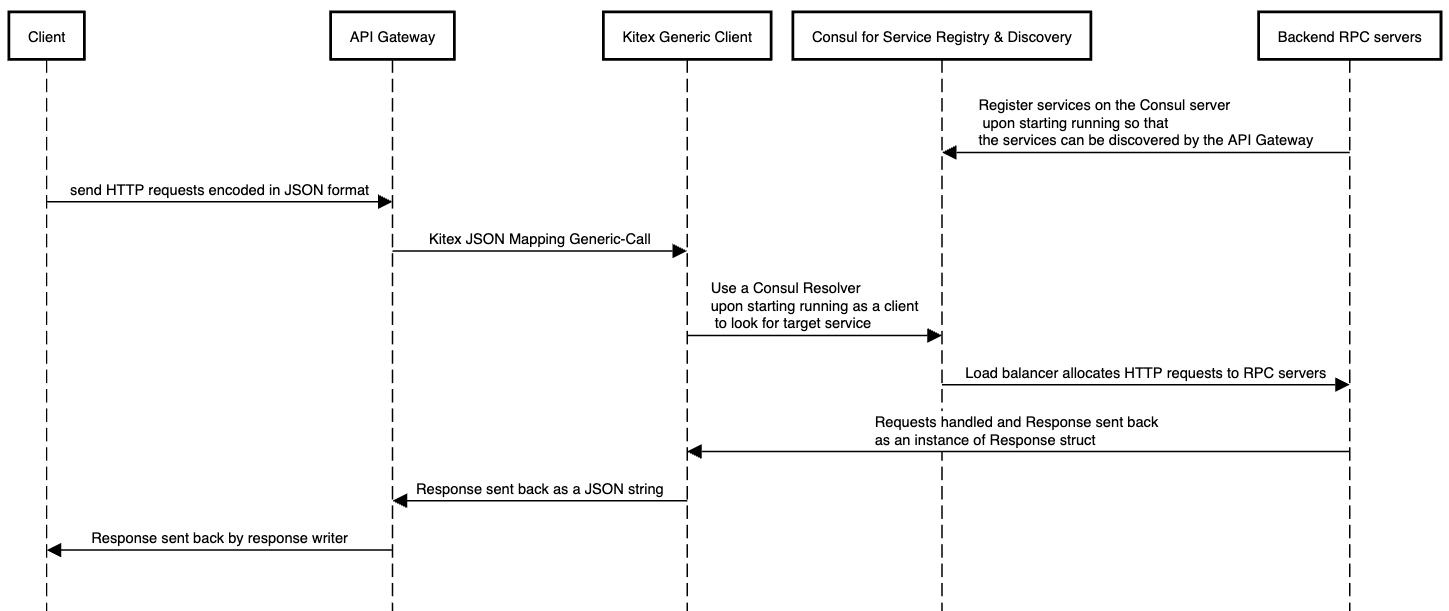 Client
API Gateway
Kitex Generic Client
Consul for Service Registry & Discovery
Backend RPC servers
Register services on the Consul server
upon starting running so that
the services can be discovered by the API Gateway
send HTTP requests encoded in JSON format
Kitex JSON Mapping Generic-Call
Use a Consul Resolver
upon starting running as a client
to look for target service
Load balancer allocates HTTP requests to RPC servers
Requests handled and Response sent back
as an instance of Response struct
Response sent back as a JSON string
Response sent back by response writer